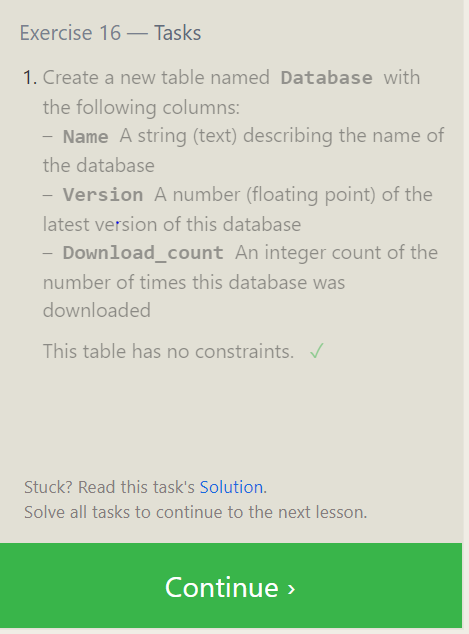 Exercise 16 — Tasks
1. Create a new table named Database with
the following columns:
– Name A string (text) describing the name of
the database
– Version A number (floating point) of the
latest version of this database
– Download_count An integer count of the
number of times this database was
downloaded
This table has no constraints. ✓
Stuck? Read this task's Solution.
Solve all tasks to continue to the next lesson.
Continue ›